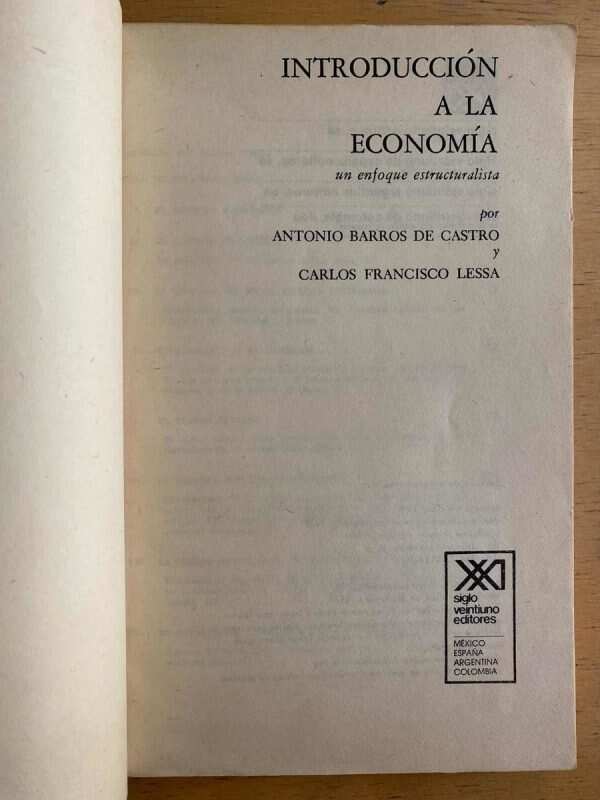 INTRODUCCIÓN
A LA
ECONOMÍA
un enfoque estructuralista
por
ANTONIO BARROS DE CASTRO
y
CARLOS FRANCISCO LESSA
XXI
siglo
veintiuno
editores
MÉXICO
ESPAÑA
ARGENTINA
COLOMBIA